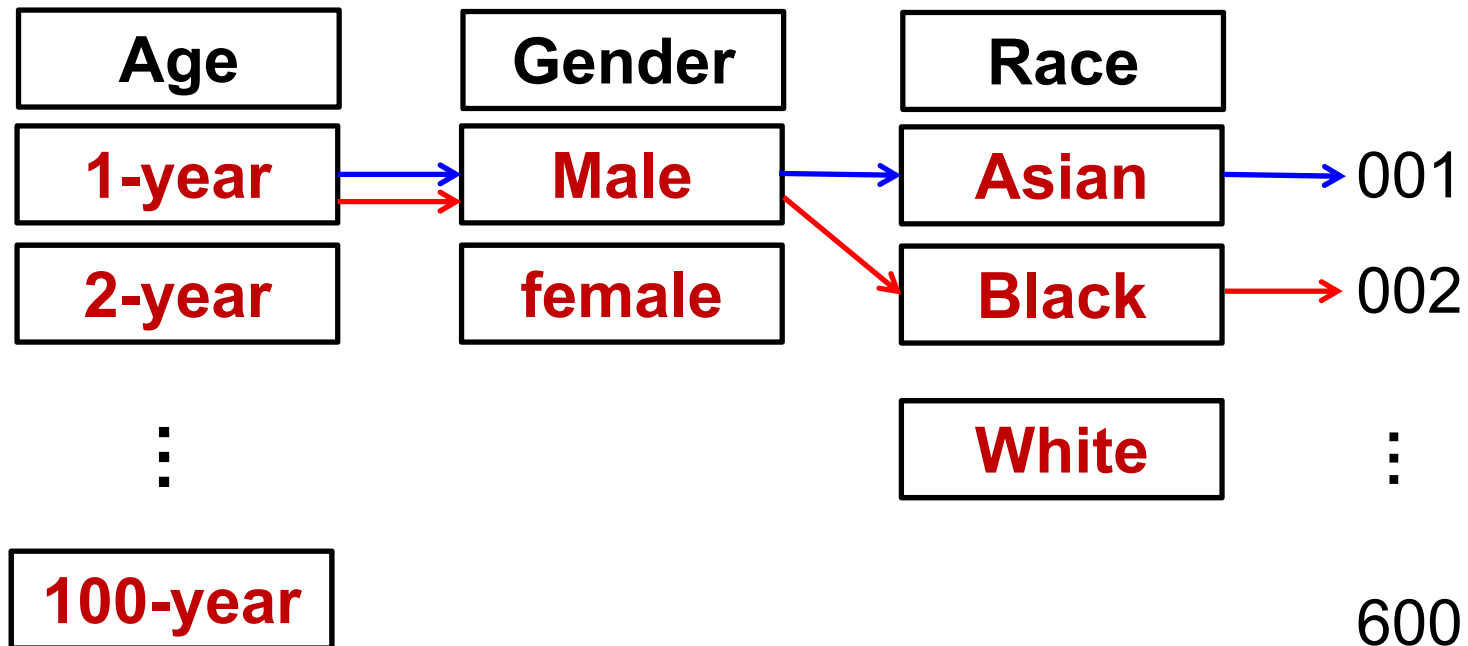 Age Gender Race
1-year Male Asian 001
2-year female Black 002
White
100-year 600